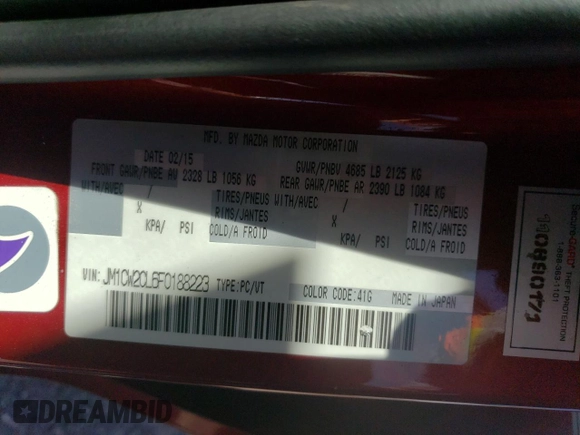 MFD. BY MAZDA MOTOR CORPORATION
DATE 02/15
GVWR/PNBV 4685 LB 2125 KG
FRONT GAWR/PNBE AV 2328 LB 1056 KG
REAR GAWR/PNBE AR 2390 LB 1084 KG
WITH/AVEC / TIRES/PNEUS WITH/AVEC / TIRES/PNEUS
X RIMS/JANTES X RIMS/JANTES
KPA/ PSI COLD/A FROID KPA/ PSI COLD/A FROID
VIN: JM1CW2CL6F0188223 TYPE:PC/VT
COLOR CODE:41G MADE IN JAPAN
THEFT PROTECTION
DREAMBID